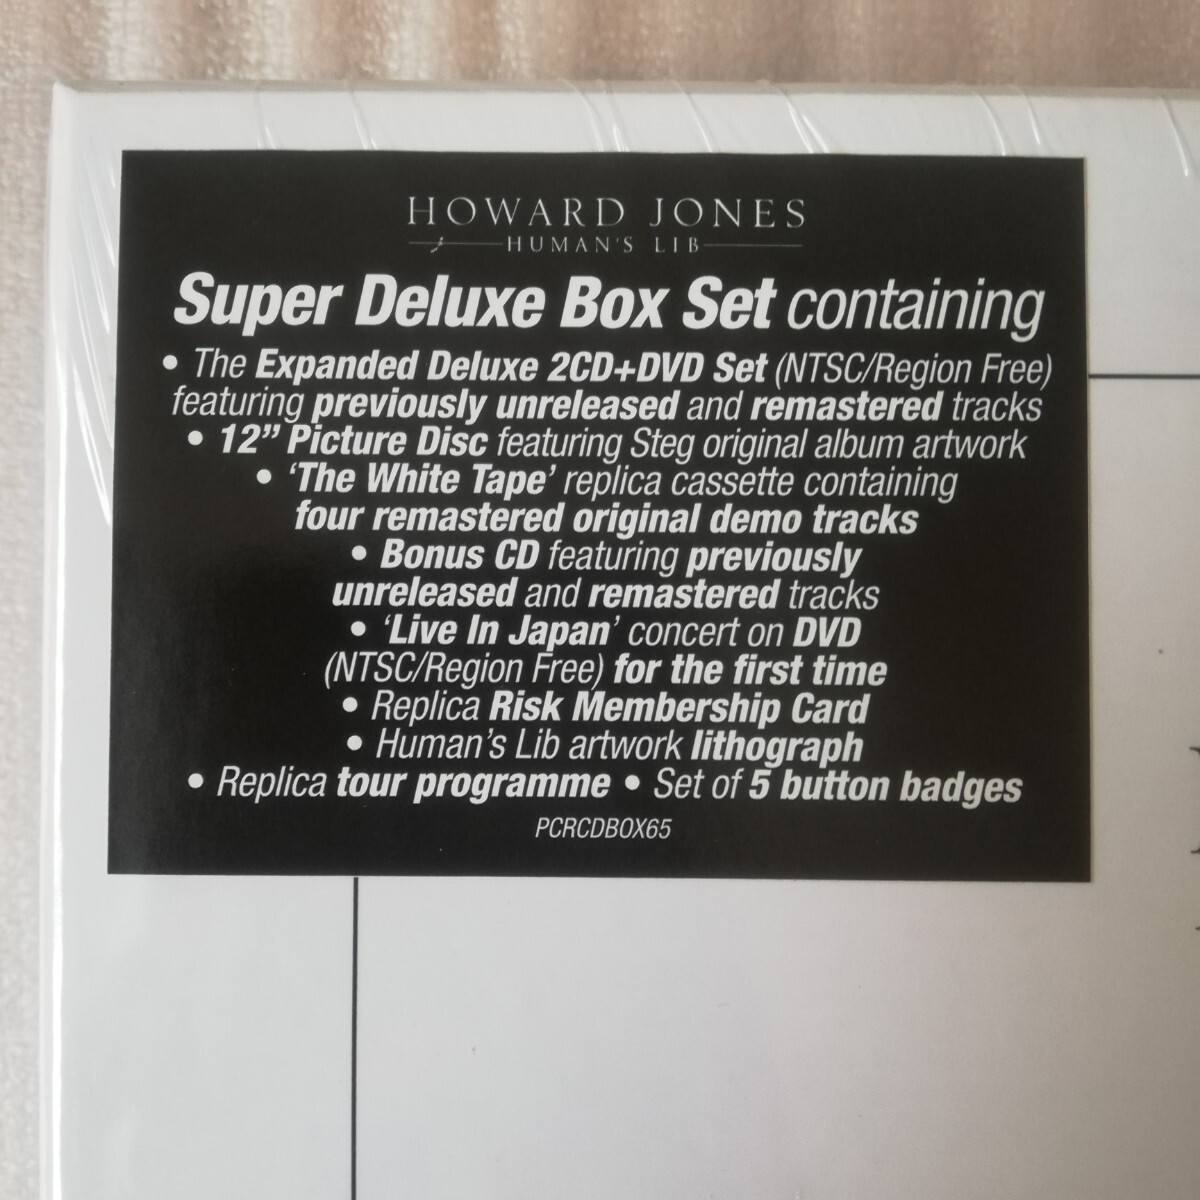 HOWARD JONES
HUMAN'S LIB
Super Deluxe Box Set containing
• The Expanded Deluxe 2CD+DVD Set (NTSC/Region Free)
featuring previously unreleased and remastered tracks
• 12” Picture Disc featuring Steg original album artwork
• ‘The White Tape’ replica cassette containing
four remastered original demo tracks
• Bonus CD featuring previously
unreleased and remastered tracks
• ‘Live In Japan’ concert on DVD
(NTSC/Region Free) for the first time
• Replica Risk Membership Card
• Human’s Lib artwork lithograph
• Replica tour programme • Set of 5 button badges
PCRCDBOX65